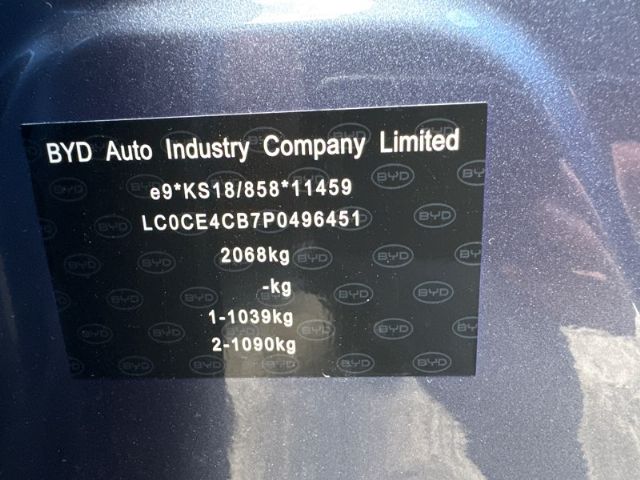 BYD Auto Industry Company Limited
e9*KS18/858*11459
LC0CE4CB7P0496451
2068kg
-kg
1-1039kg
2-1090kg